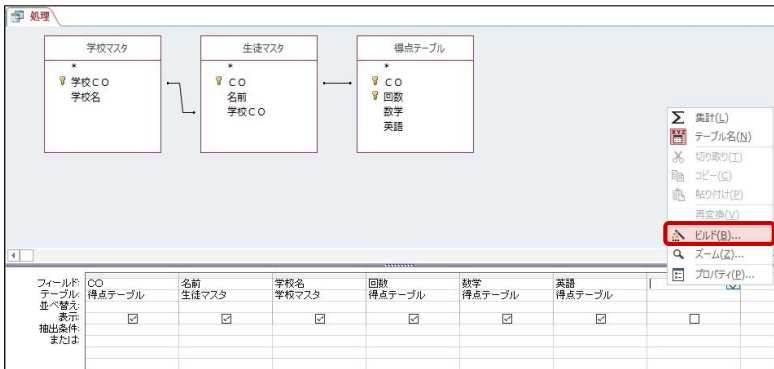 処理
学校マスタ
*
学校CO
学校名
生徒マスタ
*
CO
名前
学校CO
得点テーブル
*
CO
回数
数学
英語
集計(L)
テーブル名(N)
切り取り(T)
コピー(C)
貼り付け(P)
再変換(V)
ビルド(B)...
ズーム(Z)...
プロパティ(P)...
フィールド: CO 名前 学校名 回数 数学 英語
テーブル: 得点テーブル 生徒マスタ 学校マスタ 得点テーブル 得点テーブル 得点テーブル
並べ替え:
表示:
抽出条件:
または: